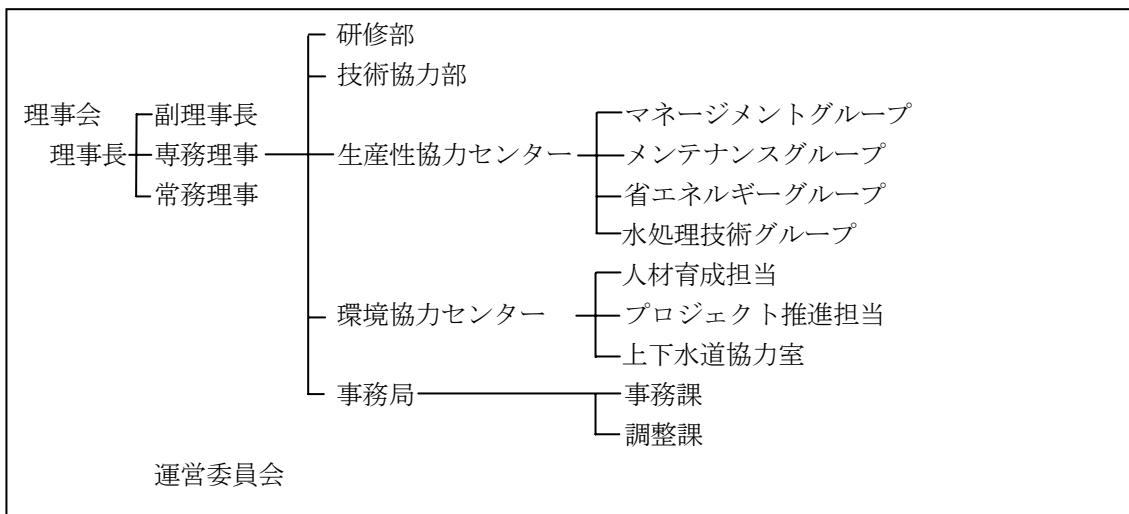 研修部
技術協力部
理事会 副理事長 マネージメントグループ
理事長 専務理事 生産性協力センター メンテナンスグループ
常務理事 省エネルギーグループ
水処理技術グループ
人材育成担当
環境協力センター プロジェクト推進担当
上下水道協力室
事務局 事務課
調整課
運営委員会